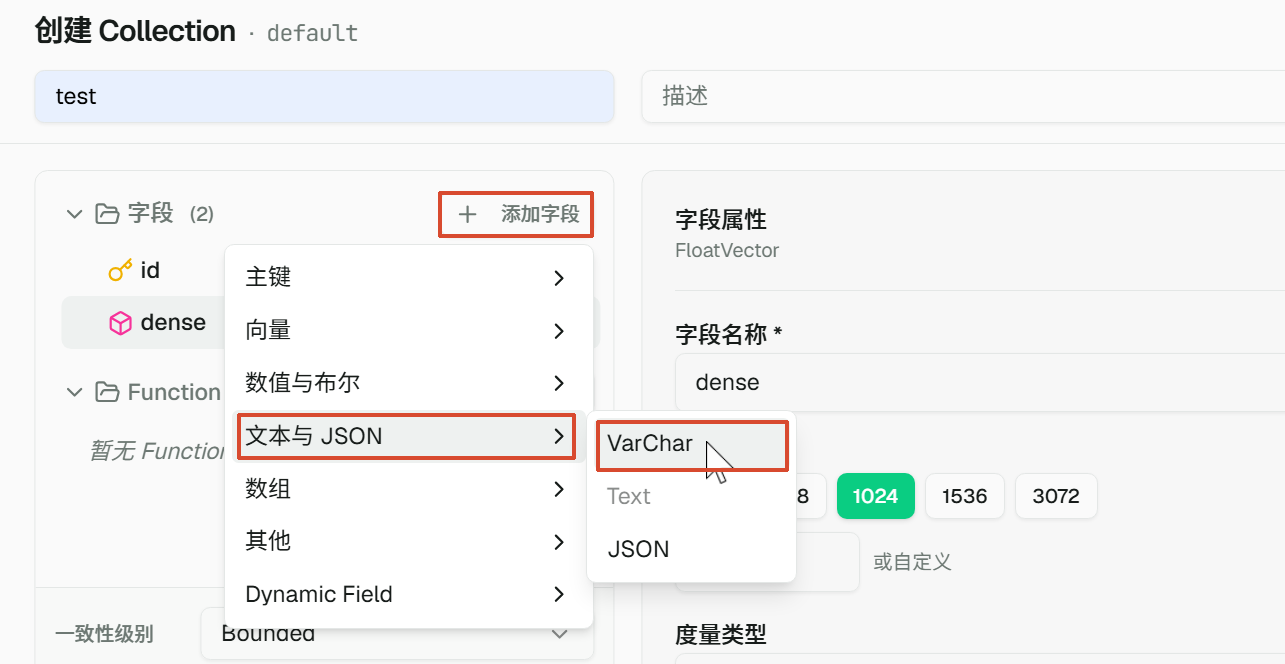 创建 Collection · default
test
描述
字段 (2)
添加字段
id
dense
Function
暂无 Function
主键
向量
数值与布尔
文本与 JSON
数组
其他
Dynamic Field
VarChar
Text
JSON
一致性级别
Bounded
字段属性
FloatVector
字段名称 *
dense
8
1024
1536
3072
或自定义
度量类型